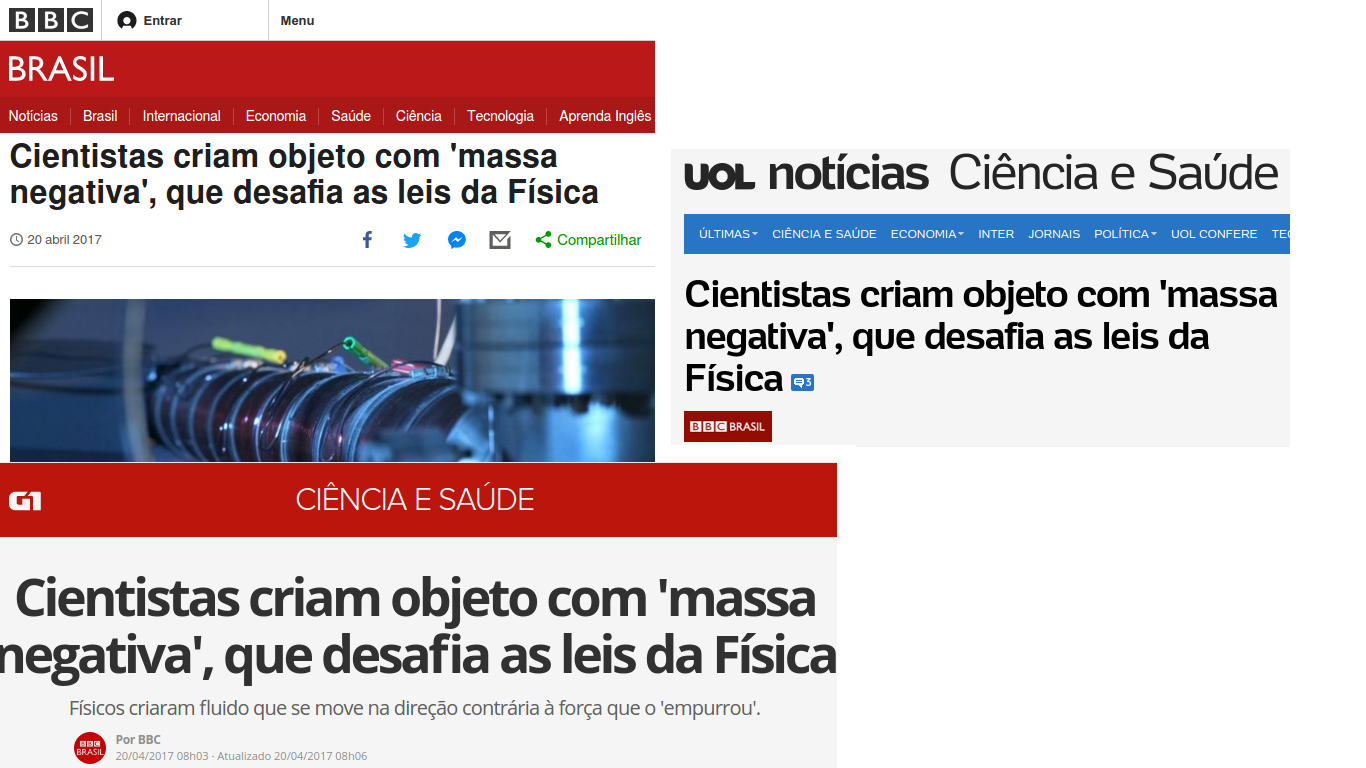 BBC Entrar Menu
BRASIL
Notícias Brasil Internacional Economia Saúde Ciência Tecnologia Aprenda Inglês
Cientistas criam objeto com 'massa
negativa', que desafia as leis da Física
20 abril 2017 Compartilhar
UOL notícias Ciência e Saúde
ÚLTIMAS CIÊNCIA E SAÚDE ECONOMIA INTER JORNAIS POLÍTICA UOL CONFERE TEC
Cientistas criam objeto com 'massa
negativa', que desafia as leis da
Física 3
BBC BRASIL
G1 CIÊNCIA E SAÚDE
Cientistas criam objeto com 'massa
negativa', que desafia as leis da Física
Físicos criaram fluido que se move na direção contrária à força que o 'empurrou'.
BBC BRASIL
Por BBC
20/04/2017 08h03 · Atualizado 20/04/2017 08h06